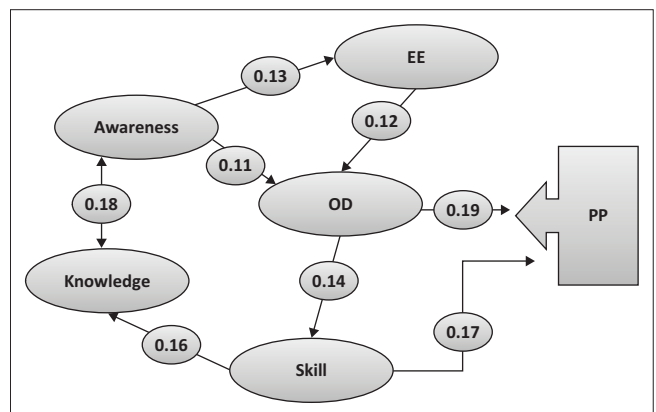 EE
0.13
Awareness
0.12
0.11
0.18
OD
0.19
PP
Knowledge
0.14
0.16
0.17
Skill